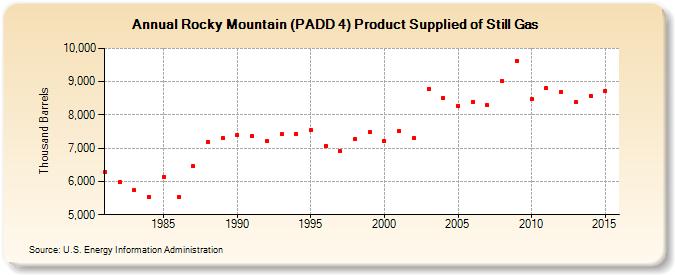 Annual Rocky Mountain (PADD 4) Product Supplied of Still Gas
Thousand Barrels
10,000
9,000
8,000
7,000
6,000
5,000
1985 1990 1995 2000 2005 2010 2015
Source: U.S. Energy Information Administration